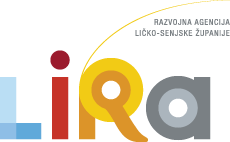 RAZVOJNA AGENCIJA
LIČKO-SENJSKE ŽUPANIJE
LiRa